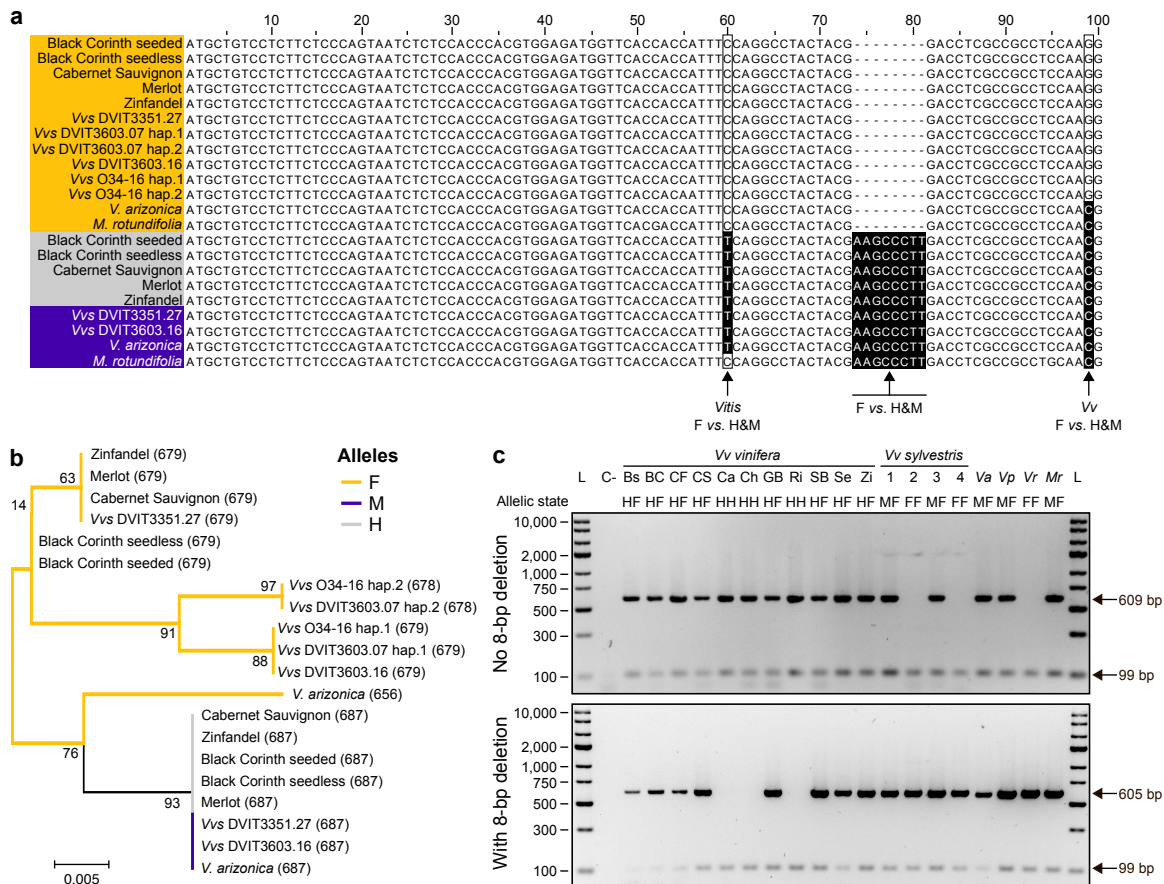 a
10 20 30 40 50 60 70 80 90 100
Black Corinth seeded ATGCTGTCCTCTTCTCCCAGTAATCTCTCCACCCACGTGGAGATGGTTCACCACCATTTCCAGGCCTACTACG--------GACCTCGCCGCCTCCAAGG
Black Corinth seedless ATGCTGTCCTCTTCTCCCAGTAATCTCTCCACCCACGTGGAGATGGTTCACCACCATTTCCAGGCCTACTACG--------GACCTCGCCGCCTCCAAGG
Cabernet Sauvignon ATGCTGTCCTCTTCTCCCAGTAATCTCTCCACCCACGTGGAGATGGTTCACCACCATTTCCAGGCCTACTACG--------GACCTCGCCGCCTCCAAGG
Merlot ATGCTGTCCTCTTCTCCCAGTAATCTCTCCACCCACGTGGAGATGGTTCACCACCATTTCCAGGCCTACTACG--------GACCTCGCCGCCTCCAAGG
Zinfandel ATGCTGTCCTCTTCTCCCAGTAATCTCTCCACCCACGTGGAGATGGTTCACCACCATTTCCAGGCCTACTACG--------GACCTCGCCGCCTCCAAGG
Vvs DVIT3351.27 ATGCTGTCCTCTTCTCCCAGTAATCTCTCCACCCACGTGGAGATGGTTCACCACCATTTCCAGGCCTACTACG--------GACCTCGCCGCCTCCAAGG
Vvs DVIT3603.07 hap.1 ATGCTGTCCTCTTCTCCCAGTAATCTCTCCACCCACGTGGAGATGGTTCACCACCATTTCCAGGCCTACTACG--------GACCTCGCCGCCTCCAAGG
Vvs DVIT3603.07 hap.2 ATGCTGTCCTCTTCTCCCAGTAATCTCTCCACCCACGTGGAGATGGTTCACCACAATTTCCAGGCCTACTACG--------GACCTCGCCGCCTCCAAGG
Vvs DVIT3603.16 ATGCTGTCCTCTTCTCCCAGTAATCTCTCCACCCACGTGGAGATGGTTCACCACCATTTCCAGGCCTACTACG--------GACCTCGCCGCCTCCAAGG
Vvs O34-16 hap.1 ATGCTGTCCTCTTCTCCCAGTAATCTCTCCACCCACGTGGAGATGGTTCACCACCATTTCCAGGCCTACTACG--------GACCTCGCCGCCTCCAAGG
Vvs O34-16 hap.2 ATGCTGTCCTCTTCTCCCAGTAATCTCTCCACCCACGTGGAGATGGTTCACCACAATTTCCAGGCCTACTACG--------GACCTCGCCGCCTCCAAGG
V. arizonica ATGCTGTCCTCTTCTCCCAGTAATCTCTCCACCCACGTGGAGATGGTTCACCACCATTTCCAGGCCTACTACG--------GACCTCGCCGCCTCCAACG
M. rotundifolia ATGCTGTCCTCTTCTCCCAGTAATCTCTCCACCCACGTGGAGATGGTTCACCACCATTTCCAGGCCTACTACG--------GACCTCGCCGCCTCCAACG
Black Corinth seeded ATGCTGTCCTCTTCTCCCAGTAATCTCTCCACCCACGTGGAGATGGTTCACCACCATTTTCAGGCCTACTACGAAGCCCTTGACCTCGCCGCCTCCAACG
Black Corinth seedless ATGCTGTCCTCTTCTCCCAGTAATCTCTCCACCCACGTGGAGATGGTTCACCACCATTTTCAGGCCTACTACGAAGCCCTTGACCTCGCCGCCTCCAACG
Cabernet Sauvignon ATGCTGTCCTCTTCTCCCAGTAATCTCTCCACCCACGTGGAGATGGTTCACCACCATTTTCAGGCCTACTACGAAGCCCTTGACCTCGCCGCCTCCAACG
Merlot ATGCTGTCCTCTTCTCCCAGTAATCTCTCCACCCACGTGGAGATGGTTCACCACCATTTTCAGGCCTACTACGAAGCCCTTGACCTCGCCGCCTCCAACG
Zinfandel ATGCTGTCCTCTTCTCCCAGTAATCTCTCCACCCACGTGGAGATGGTTCACCACCATTTTCAGGCCTACTACGAAGCCCTTGACCTCGCCGCCTCCAACG
Vvs DVIT3351.27 ATGCTGTCCTCTTCTCCCAGTAATCTCTCCACCCACGTGGAGATGGTTCACCACCATTTTCAGGCCTACTACGAAGCCCTTGACCTCGCCGCCTCCAACG
Vvs DVIT3603.16 ATGCTGTCCTCTTCTCCCAGTAATCTCTCCACCCACGTGGAGATGGTTCACCACCATTTTCAGGCCTACTACGAAGCCCTTGACCTCGCCGCCTCCAACG
V. arizonica ATGCTGTCCTCTTCTCCCAGTAATCTCTCCACCCACGTGGAGATGGTTCACCACCATTTTCAGGCCTACTACGAAGCCCTTGACCTCGCCGCCTCCAACG
M. rotundifolia ATGCTGTCCTCTTCTCCCAGTAATCTCTCCACCCACGTGGAGATGGTTCACCACCATTTCCAGGCCTACTACGAAGCCCTTGACCTCGCCGCCTGCAACG
Vitis
F vs. H&M
F vs. H&M
Vv
F vs. H&M
b
Zinfandel (679)
Merlot (679)
Cabernet Sauvignon (679)
Vvs DVIT3351.27 (679)
Black Corinth seedless (679)
Black Corinth seeded (679)
Vvs O34-16 hap.2 (678)
Vvs DVIT3603.07 hap.2 (678)
Vvs O34-16 hap.1 (679)
Vvs DVIT3603.07 hap.1 (679)
Vvs DVIT3603.16 (679)
V. arizonica (656)
Cabernet Sauvignon (687)
Zinfandel (687)
Black Corinth seeded (687)
Black Corinth seedless (687)
Merlot (687)
Vvs DVIT3351.27 (687)
Vvs DVIT3603.16 (687)
V. arizonica (687)
63
14
97
91
88
76
93
0.005
Alleles
F
M
H
c
Vv vinifera Vv sylvestris
L C- Bs BC CF CS Ca Ch GB Ri SB Se Zi 1 2 3 4 Va Vp Vr Mr L
Allelic state HF HF HF HF HH HH HF HH HF HF HF MF FF MF FF MF MF FF MF
No 8-bp deletion
10,000
2,000
1,000
750
500
300
100
609 bp
99 bp
With 8-bp deletion
10,000
2,000
1,000
750
500
300
100
605 bp
99 bp